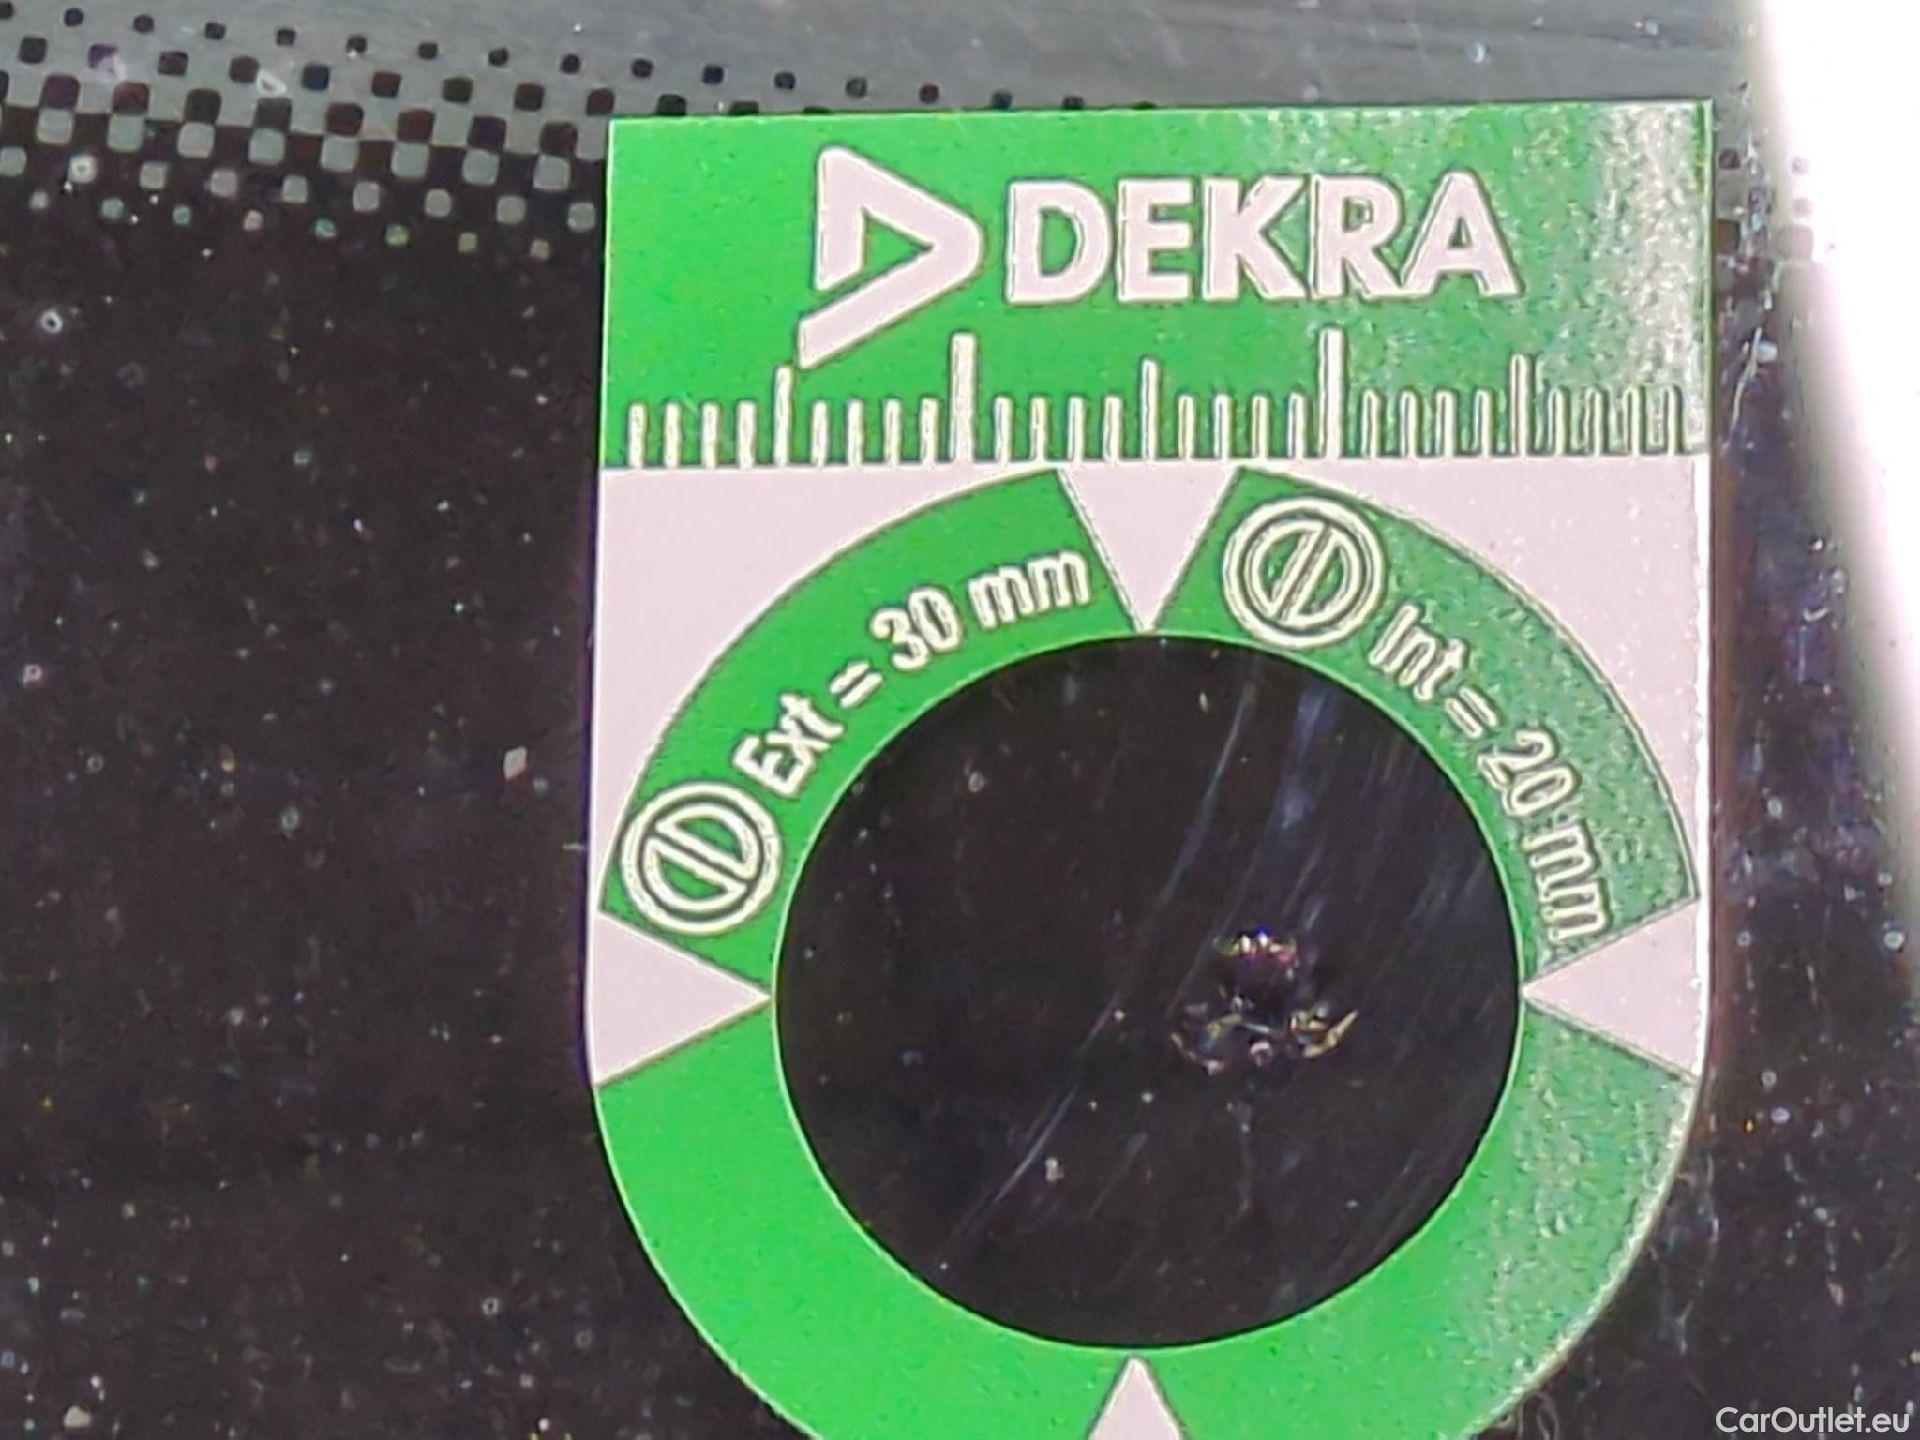 DEKRA
Ext = 30 mm
Int = 20 mm
CarOutlet.eu